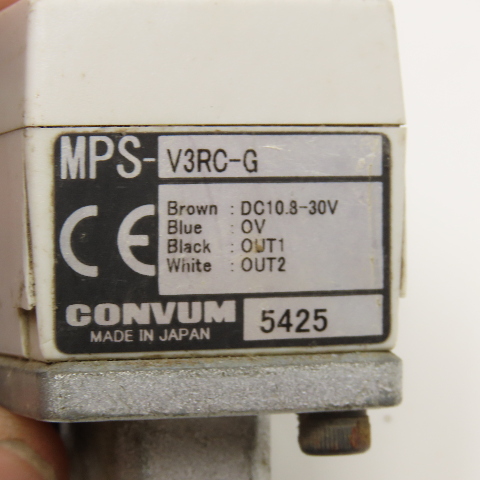 MPS-V3RC-G
CE
Brown : DC10.8-30V
Blue : 0V
Black : OUT1
White : OUT2
CONVUM 5425
MADE IN JAPAN